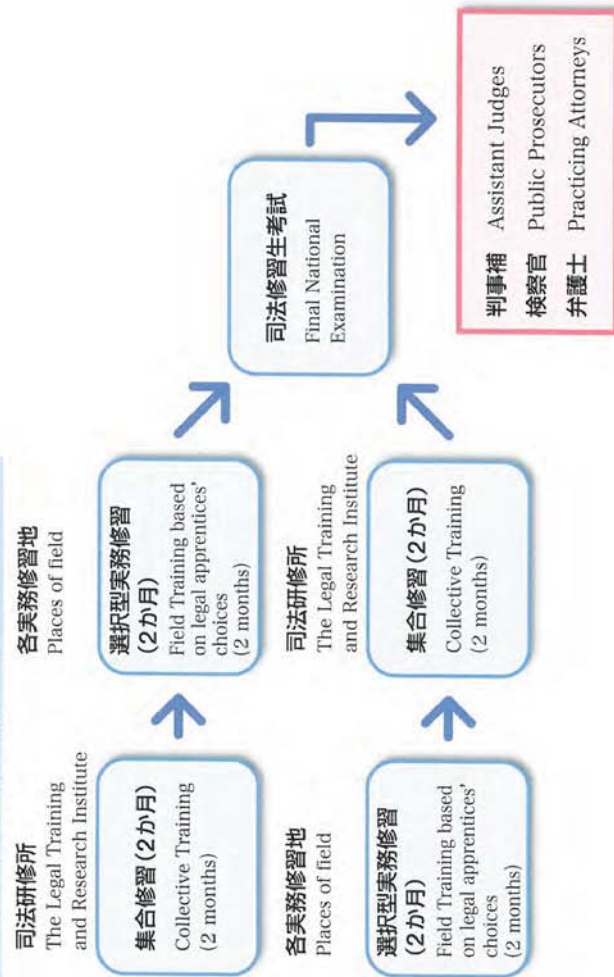 司法研修所
The Legal Training
and Research Institute
集合修習（2か月）
Collective Training
(2 months)
各実務修習地
Places of field
選択型実務修習
（2か月）
Field Training based
on legal apprentices'
choices
(2 months)
各実務修習地
Places of field
選択型実務修習
（2か月）
Field Training based
on legal apprentices'
choices
(2 months)
司法研修所
The Legal Training
and Research Institute
集合修習（2か月）
Collective Training
(2 months)
司法修習生考試
Final National
Examination
判事補 Assistant Judges
検察官 Public Prosecutors
弁護士 Practicing Attorneys